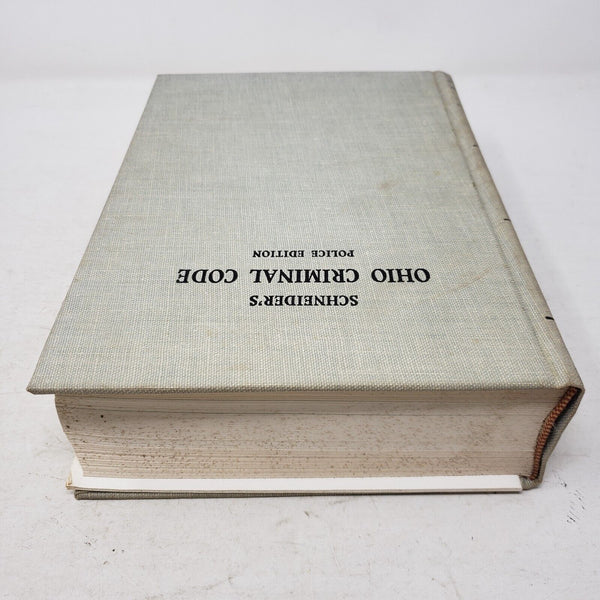 SCHNEIDER'S
OHIO CRIMINAL CODE
POLICE EDITION